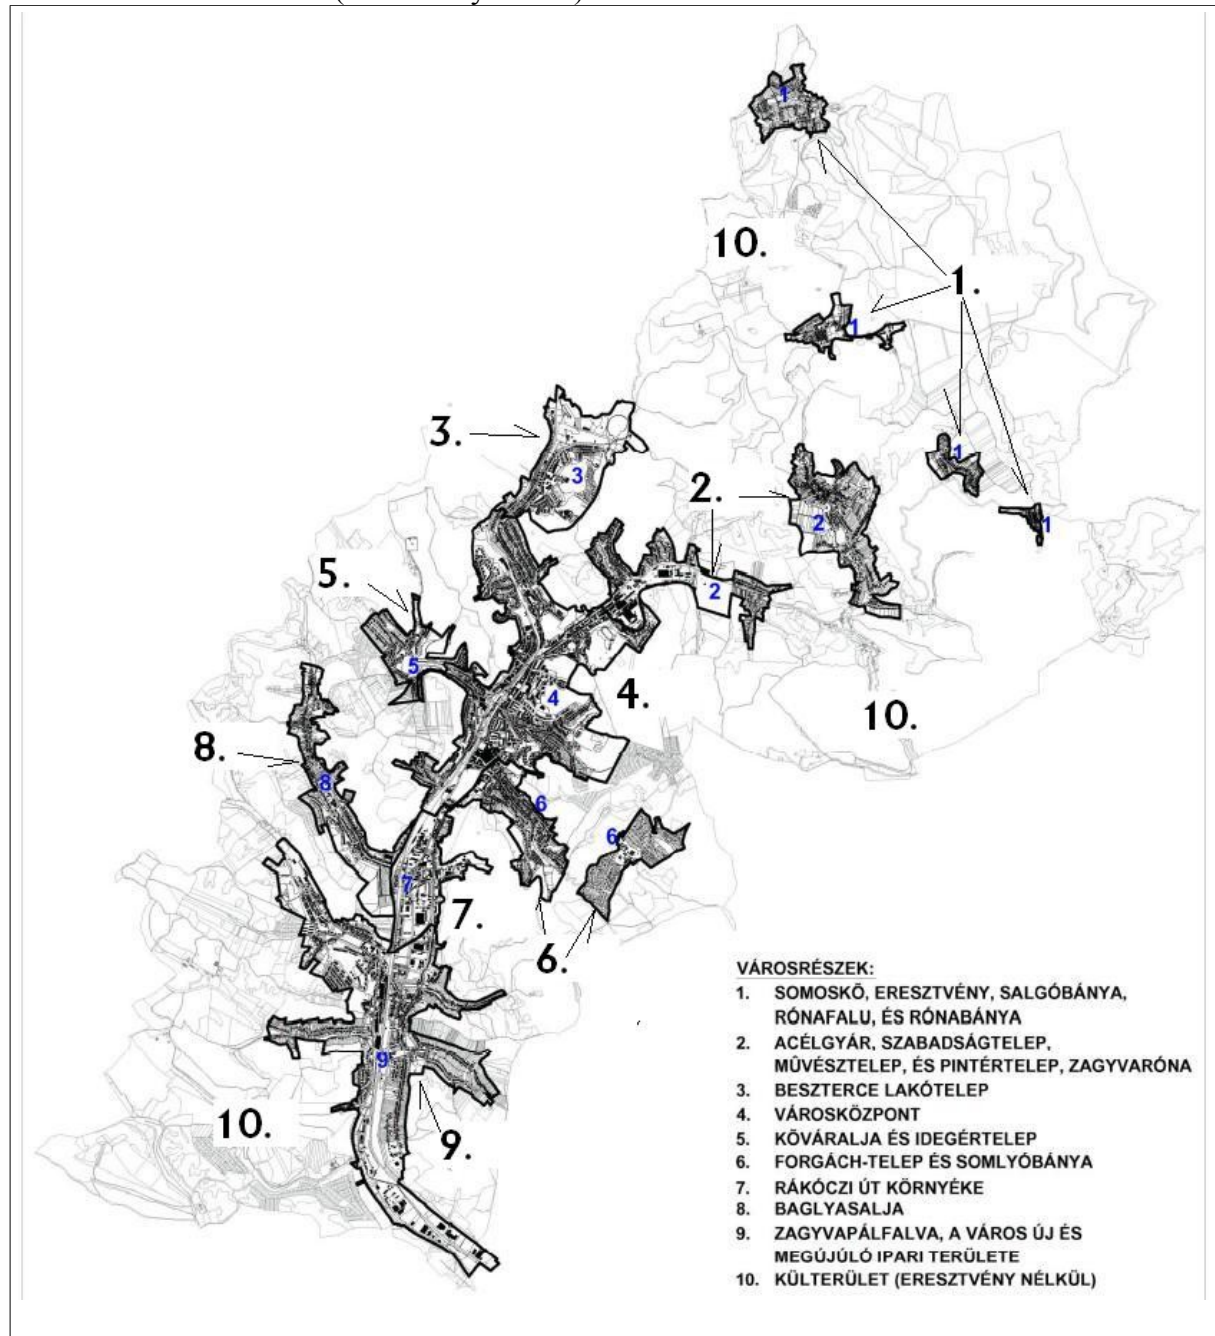 1
10.
1.
1
3.
3
1
2.
2
1
5.
2
5
4
4.
10.
8.
8
6
6
7
7.
6.
9
10.
9.
VÁROSRÉSZEK:
1. SOMOSKŐ, ERESZTVÉNY, SALGÓBÁNYA,
RÓNAFALU, ÉS RÓNABÁNYA
2. ACÉLGYÁR, SZABADSÁGTELEP,
MŰVÉSZTELEP, ÉS PINTÉRTELEP, ZAGYVARÓNA
3. BESZTERCE LAKÓTELEP
4. VÁROSKÖZPONT
5. KŐVÁRALJA ÉS IDEGÉRTELEP
6. FORGÁCH-TELEP ÉS SOMLYÓBÁNYA
7. RÁKÓCZI ÚT KÖRNYÉKE
8. BAGLYASALJA
9. ZAGYVAPÁLFALVA, A VÁROS ÚJ ÉS
MEGÚJÚLÓ IPARI TERÜLETE
10. KÜLTERÜLET (ERESZTVÉNY NÉLKÜL)